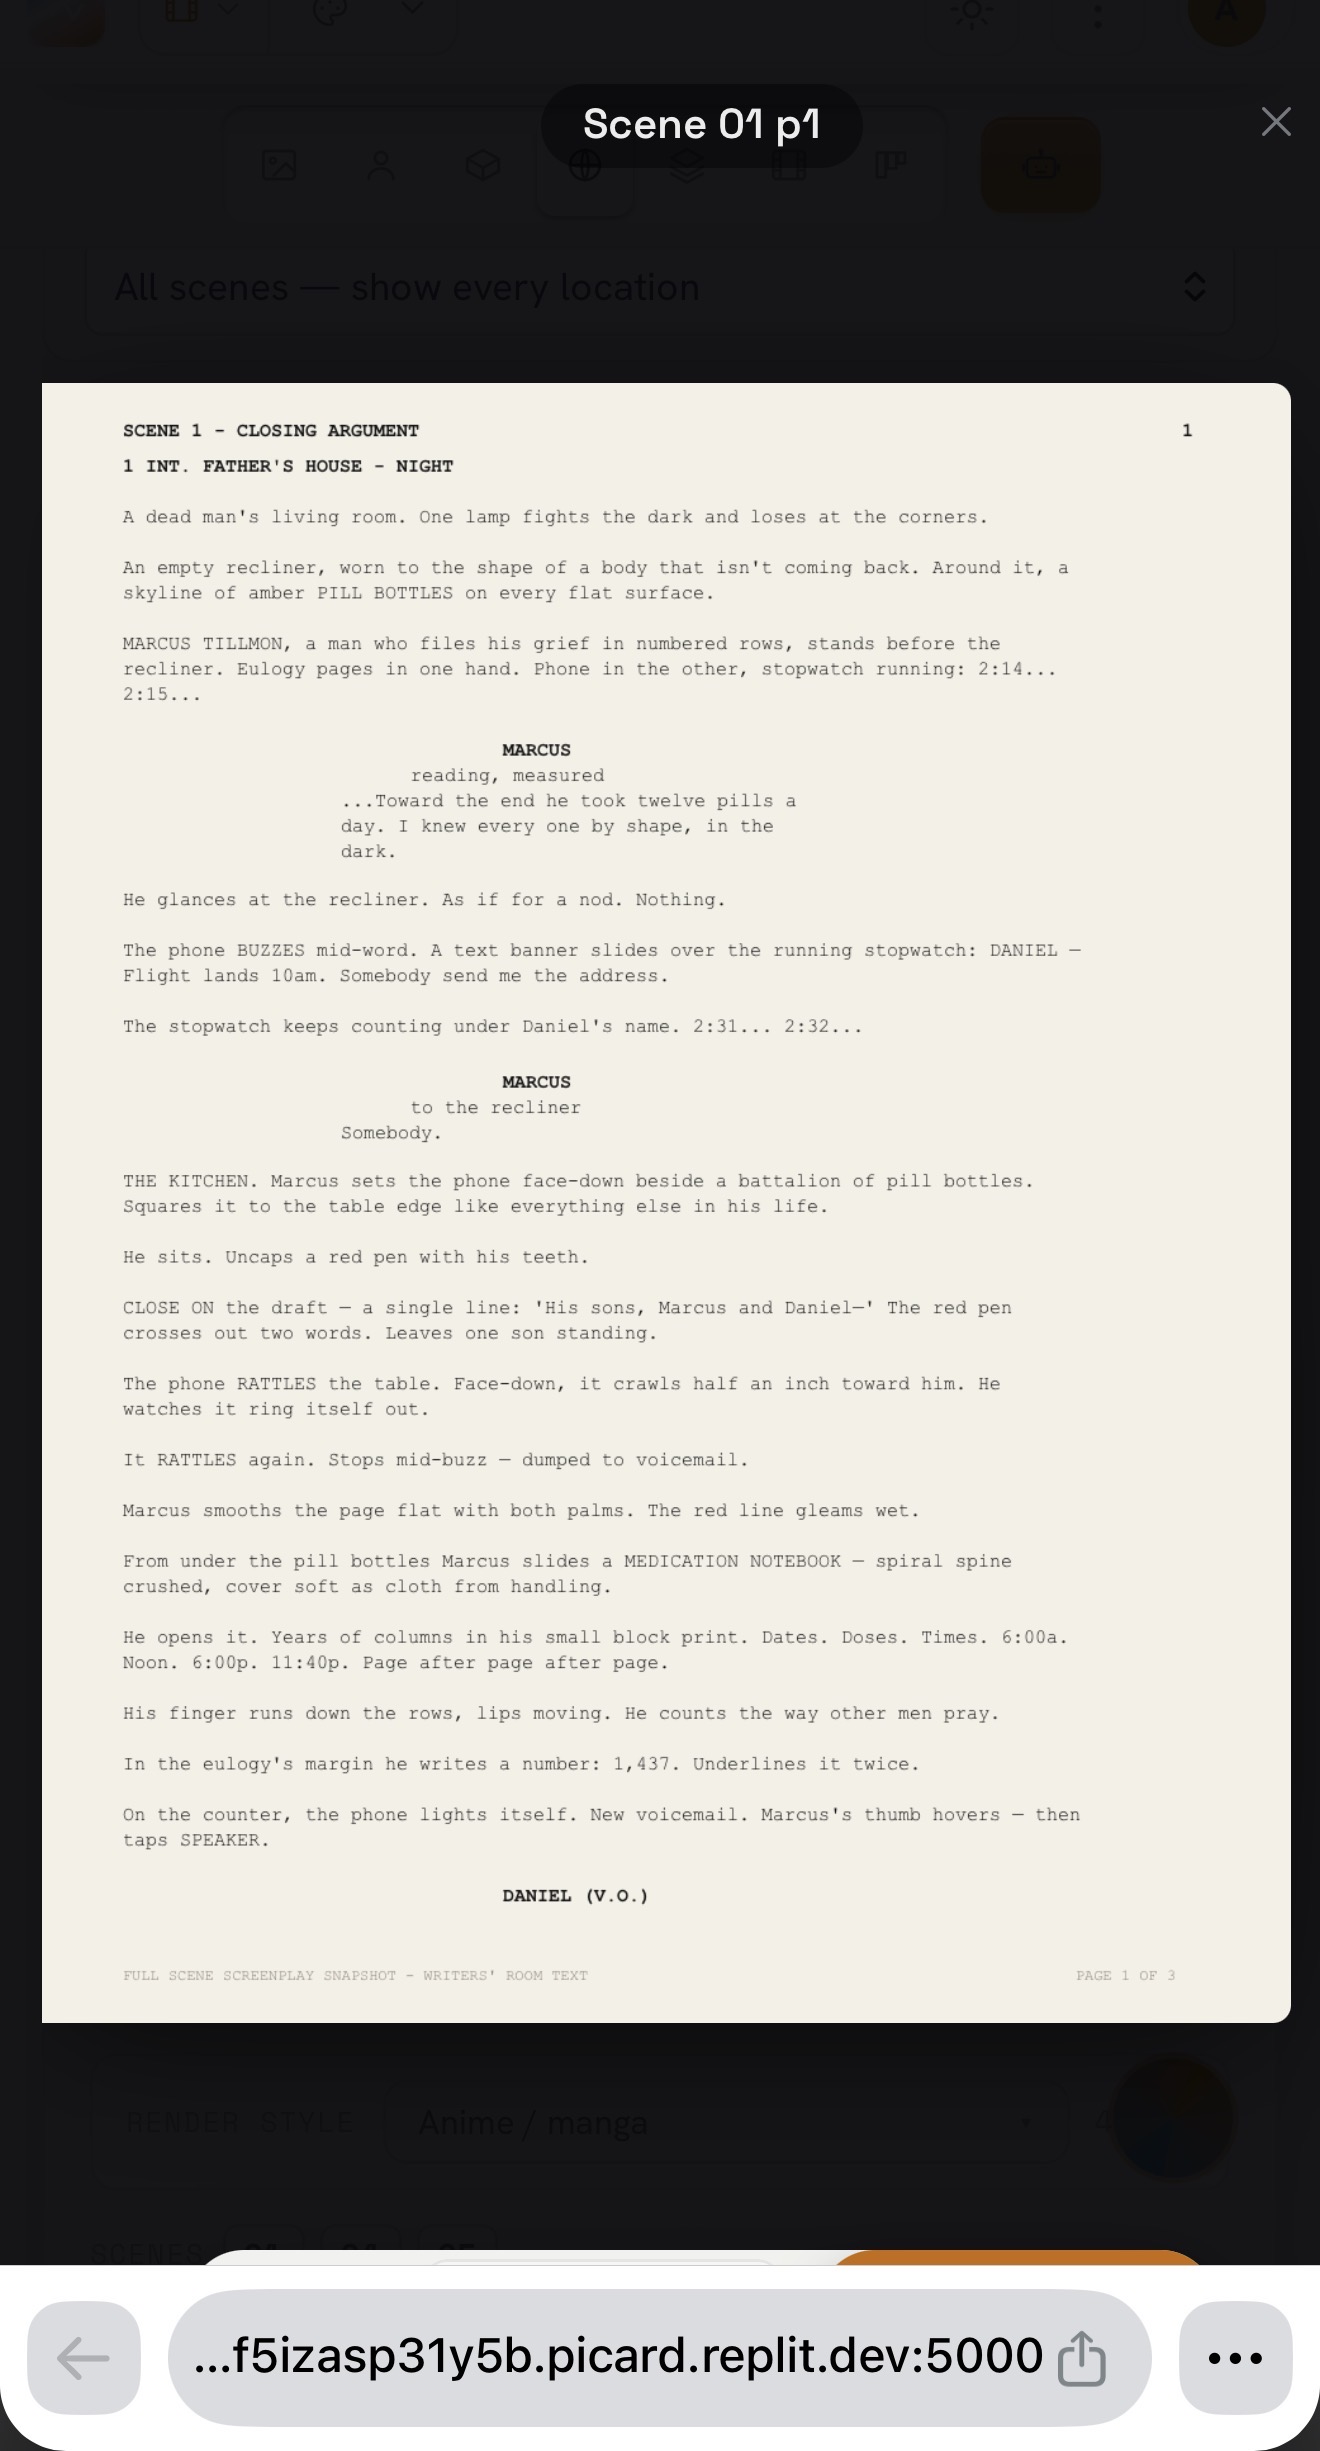 A
Scene 01 p1
All scenes — show every location
SCENE 1 - CLOSING ARGUMENT 1
1 INT. FATHER'S HOUSE - NIGHT
A dead man's living room. One lamp fights the dark and loses at the corners.
An empty recliner, worn to the shape of a body that isn't coming back. Around it, a
skyline of amber PILL BOTTLES on every flat surface.
MARCUS TILLMON, a man who files his grief in numbered rows, stands before the
recliner. Eulogy pages in one hand. Phone in the other, stopwatch running: 2:14...
2:15...
MARCUS
reading, measured
...Toward the end he took twelve pills a
day. I knew every one by shape, in the
dark.
He glances at the recliner. As if for a nod. Nothing.
The phone BUZZES mid-word. A text banner slides over the running stopwatch: DANIEL —
Flight lands 10am. Somebody send me the address.
The stopwatch keeps counting under Daniel's name. 2:31... 2:32...
MARCUS
to the recliner
Somebody.
THE KITCHEN. Marcus sets the phone face-down beside a battalion of pill bottles.
Squares it to the table edge like everything else in his life.
He sits. Uncaps a red pen with his teeth.
CLOSE ON the draft — a single line: 'His sons, Marcus and Daniel—' The red pen
crosses out two words. Leaves one son standing.
The phone RATTLES the table. Face-down, it crawls half an inch toward him. He
watches it ring itself out.
It RATTLES again. Stops mid-buzz — dumped to voicemail.
Marcus smooths the page flat with both palms. The red line gleams wet.
From under the pill bottles Marcus slides a MEDICATION NOTEBOOK — spiral spine
crushed, cover soft as cloth from handling.
He opens it. Years of columns in his small block print. Dates. Doses. Times. 6:00a.
Noon. 6:00p. 11:40p. Page after page after page.
His finger runs down the rows, lips moving. He counts the way other men pray.
In the eulogy's margin he writes a number: 1,437. Underlines it twice.
On the counter, the phone lights itself. New voicemail. Marcus's thumb hovers — then
taps SPEAKER.
DANIEL (V.O.)
FULL SCENE SCREENPLAY SNAPSHOT - WRITERS' ROOM TEXT PAGE 1 OF 3
RENDER STYLE Anime / manga
SCENES
...f5izasp31y5b.picard.replit.dev:5000